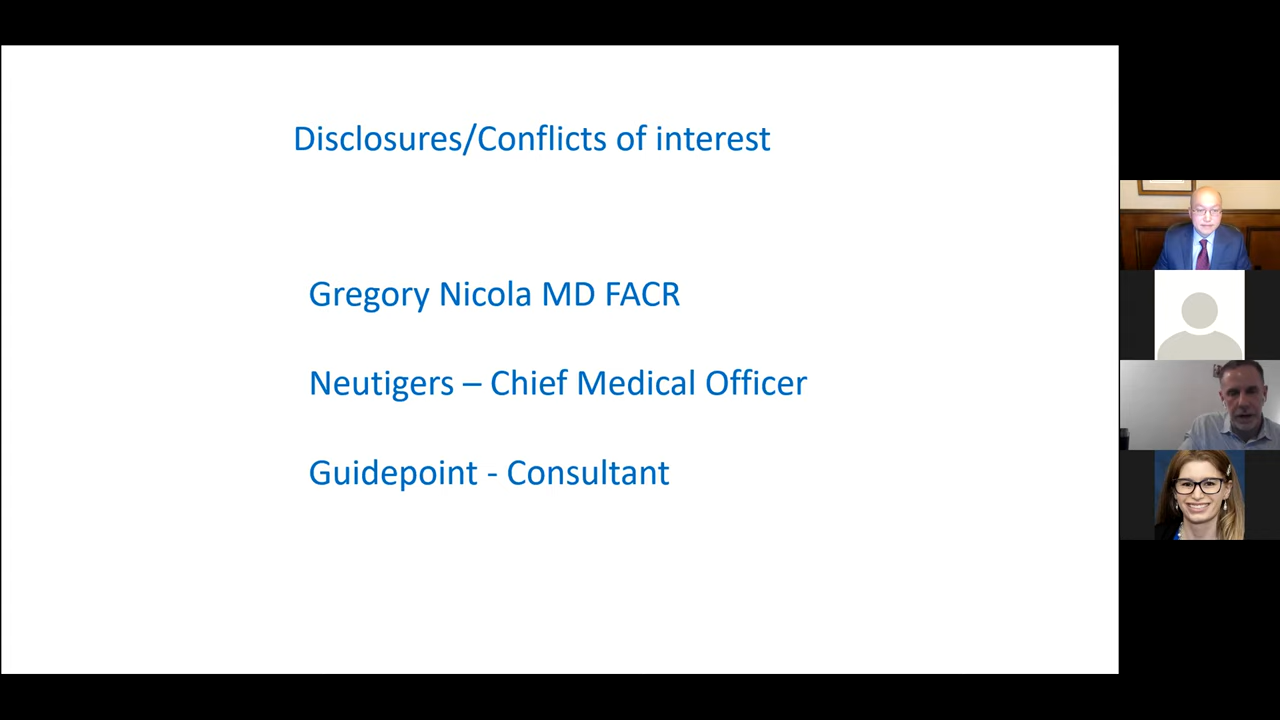 Disclosures/Conflicts of interest
Gregory Nicola MD FACR
Neutigers – Chief Medical Officer
Guidepoint - Consultant